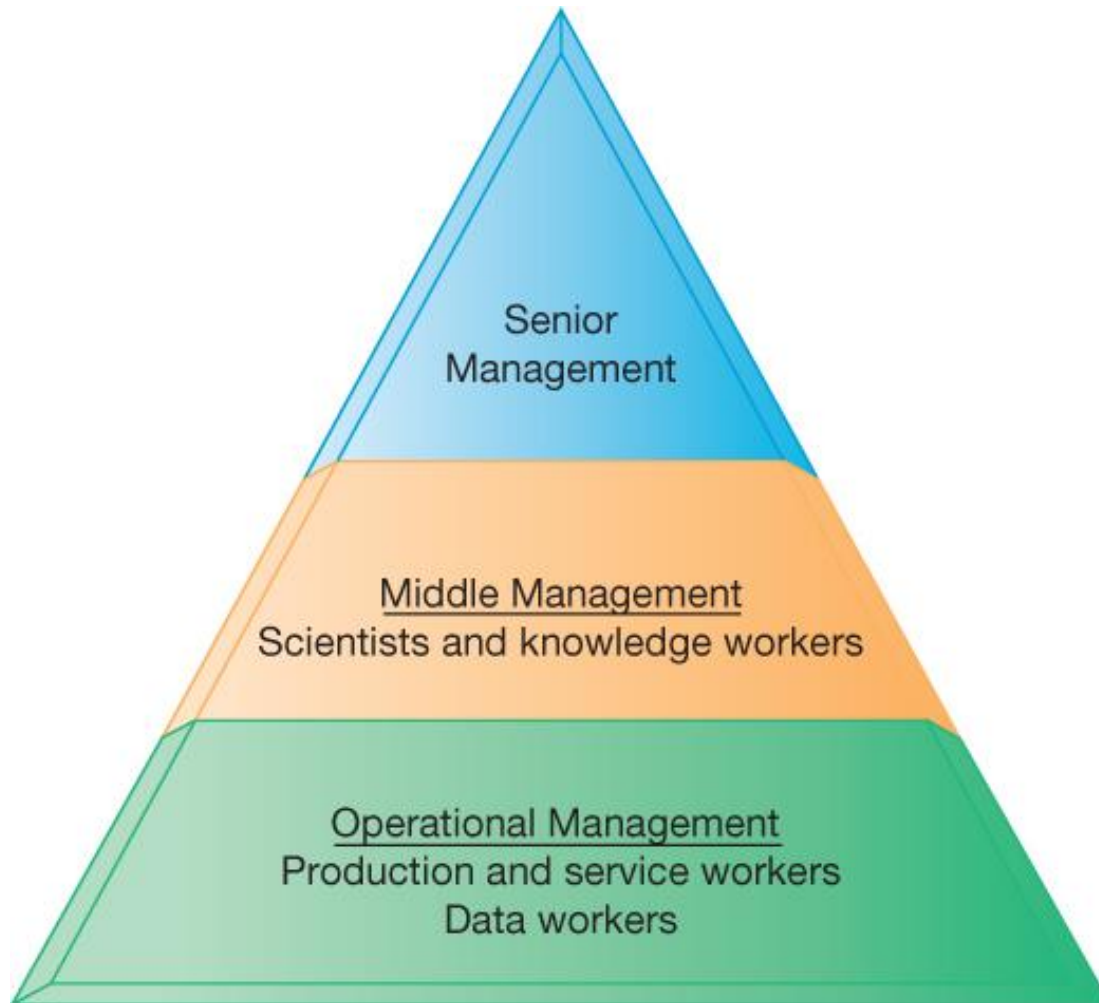 Senior
Management
Middle Management
Scientists and knowledge workers
Operational Management
Production and service workers
Data workers